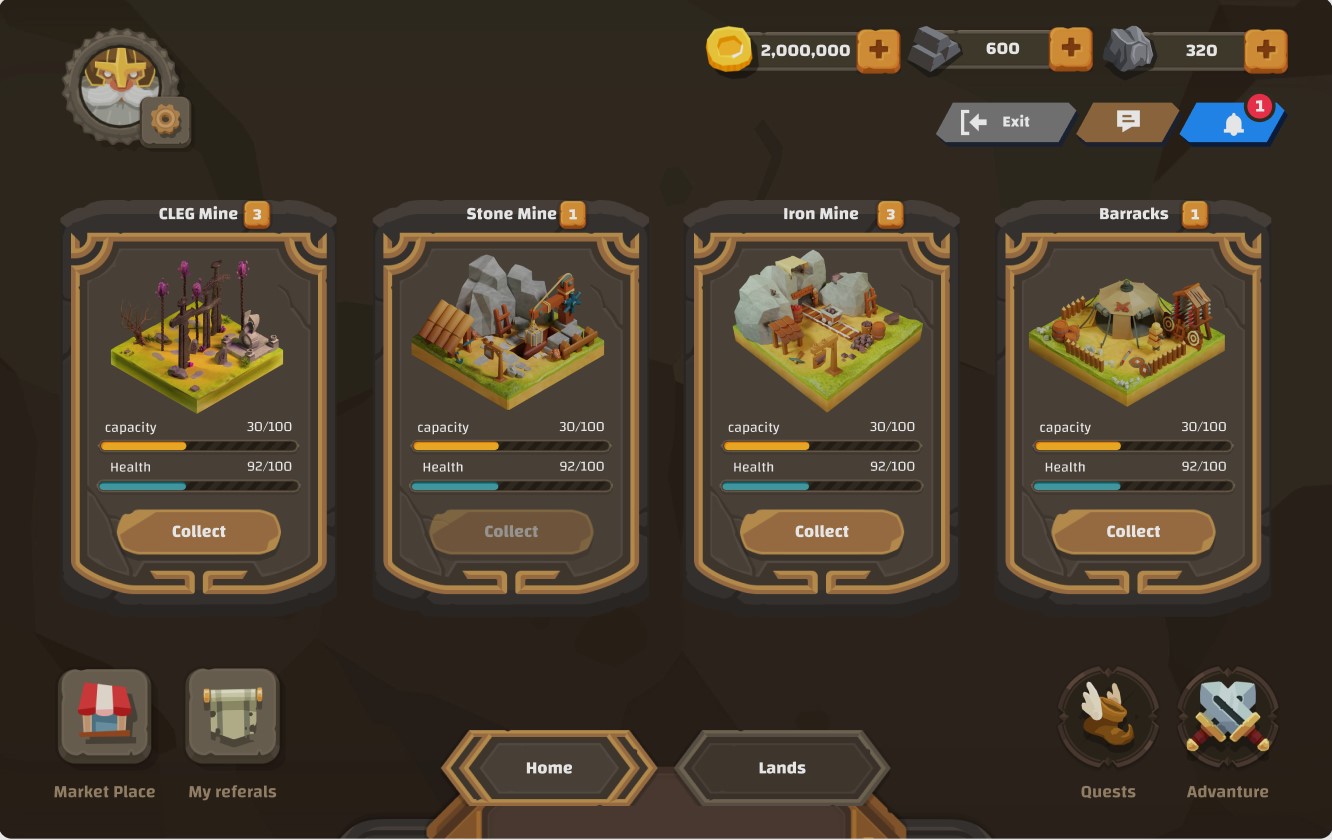 2,000,000
600
320
Exit
1
CLEG Mine 3
Stone Mine 1
Iron Mine 3
Barracks 1
capacity 30/100
Health 92/100
Collect
capacity 30/100
Health 92/100
Collect
capacity 30/100
Health 92/100
Collect
capacity 30/100
Health 92/100
Collect
Market Place
My referals
Home
Lands
Quests
Advanture